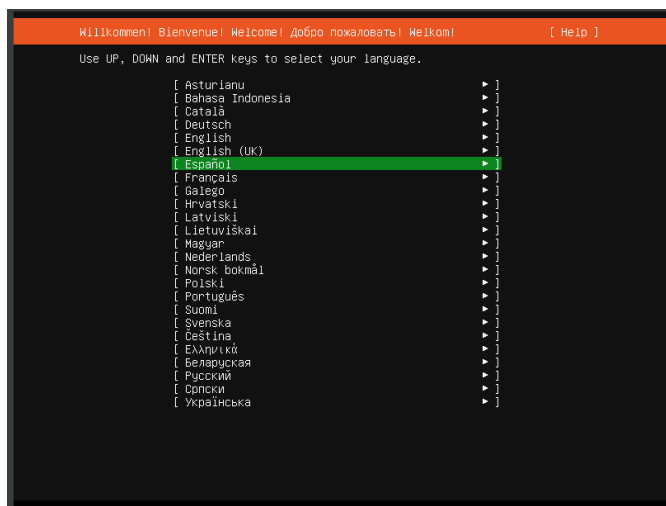 Willkommen! Bienvenue! Welcome! Добро пожаловать! Welkom! [ Help ]
Use UP, DOWN and ENTER keys to select your language.
[ Asturianu ► ]
[ Bahasa Indonesia ► ]
[ Català ► ]
[ Deutsch ► ]
[ English ► ]
[ English (UK) ► ]
[ Español ► ]
[ Français ► ]
[ Galego ► ]
[ Hrvatski ► ]
[ Latviski ► ]
[ Lietuviškai ► ]
[ Magyar ► ]
[ Nederlands ► ]
[ Norsk bokmål ► ]
[ Polski ► ]
[ Português ► ]
[ Suomi ► ]
[ Svenska ► ]
[ Čeština ► ]
[ Ελληνικά ► ]
[ Беларуская ► ]
[ Русский ► ]
[ Српски ► ]
[ Українська ► ]